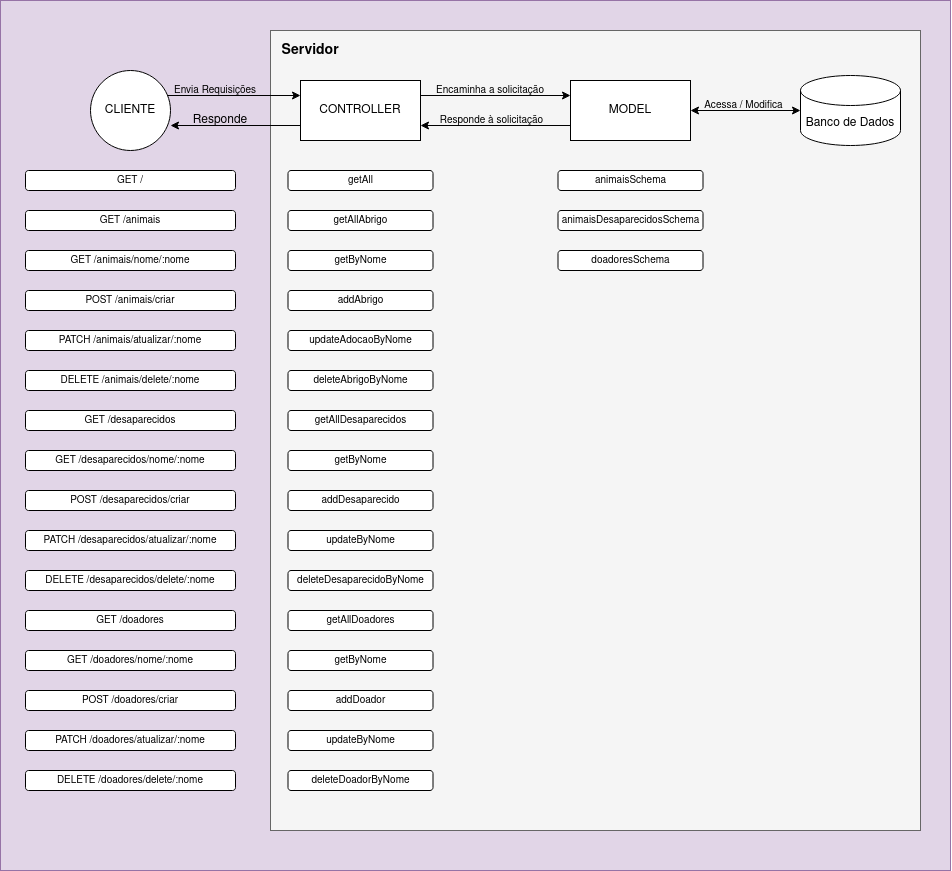 Servidor
CLIENTE
Envia Requisições
Responde
CONTROLLER
Encaminha a solicitação
Responde à solicitação
MODEL
Acessa / Modifica
Banco de Dados
GET /
getAll
animaisSchema
GET /animais
getAllAbrigo
animaisDesaparecidosSchema
GET /animais/nome/:nome
getByNome
doadoresSchema
POST /animais/criar
addAbrigo
PATCH /animais/atualizar/:nome
updateAdocaoByNome
DELETE /animais/delete/:nome
deleteAbrigoByNome
GET /desaparecidos
getAllDesaparecidos
GET /desaparecidos/nome/:nome
getByNome
POST /desaparecidos/criar
addDesaparecido
PATCH /desaparecidos/atualizar/:nome
updateByNome
DELETE /desaparecidos/delete/:nome
deleteDesaparecidoByNome
GET /doadores
getAllDoadores
GET /doadores/nome/:nome
getByNome
POST /doadores/criar
addDoador
PATCH /doadores/atualizar/:nome
updateByNome
DELETE /doadores/delete/:nome
deleteDoadorByNome